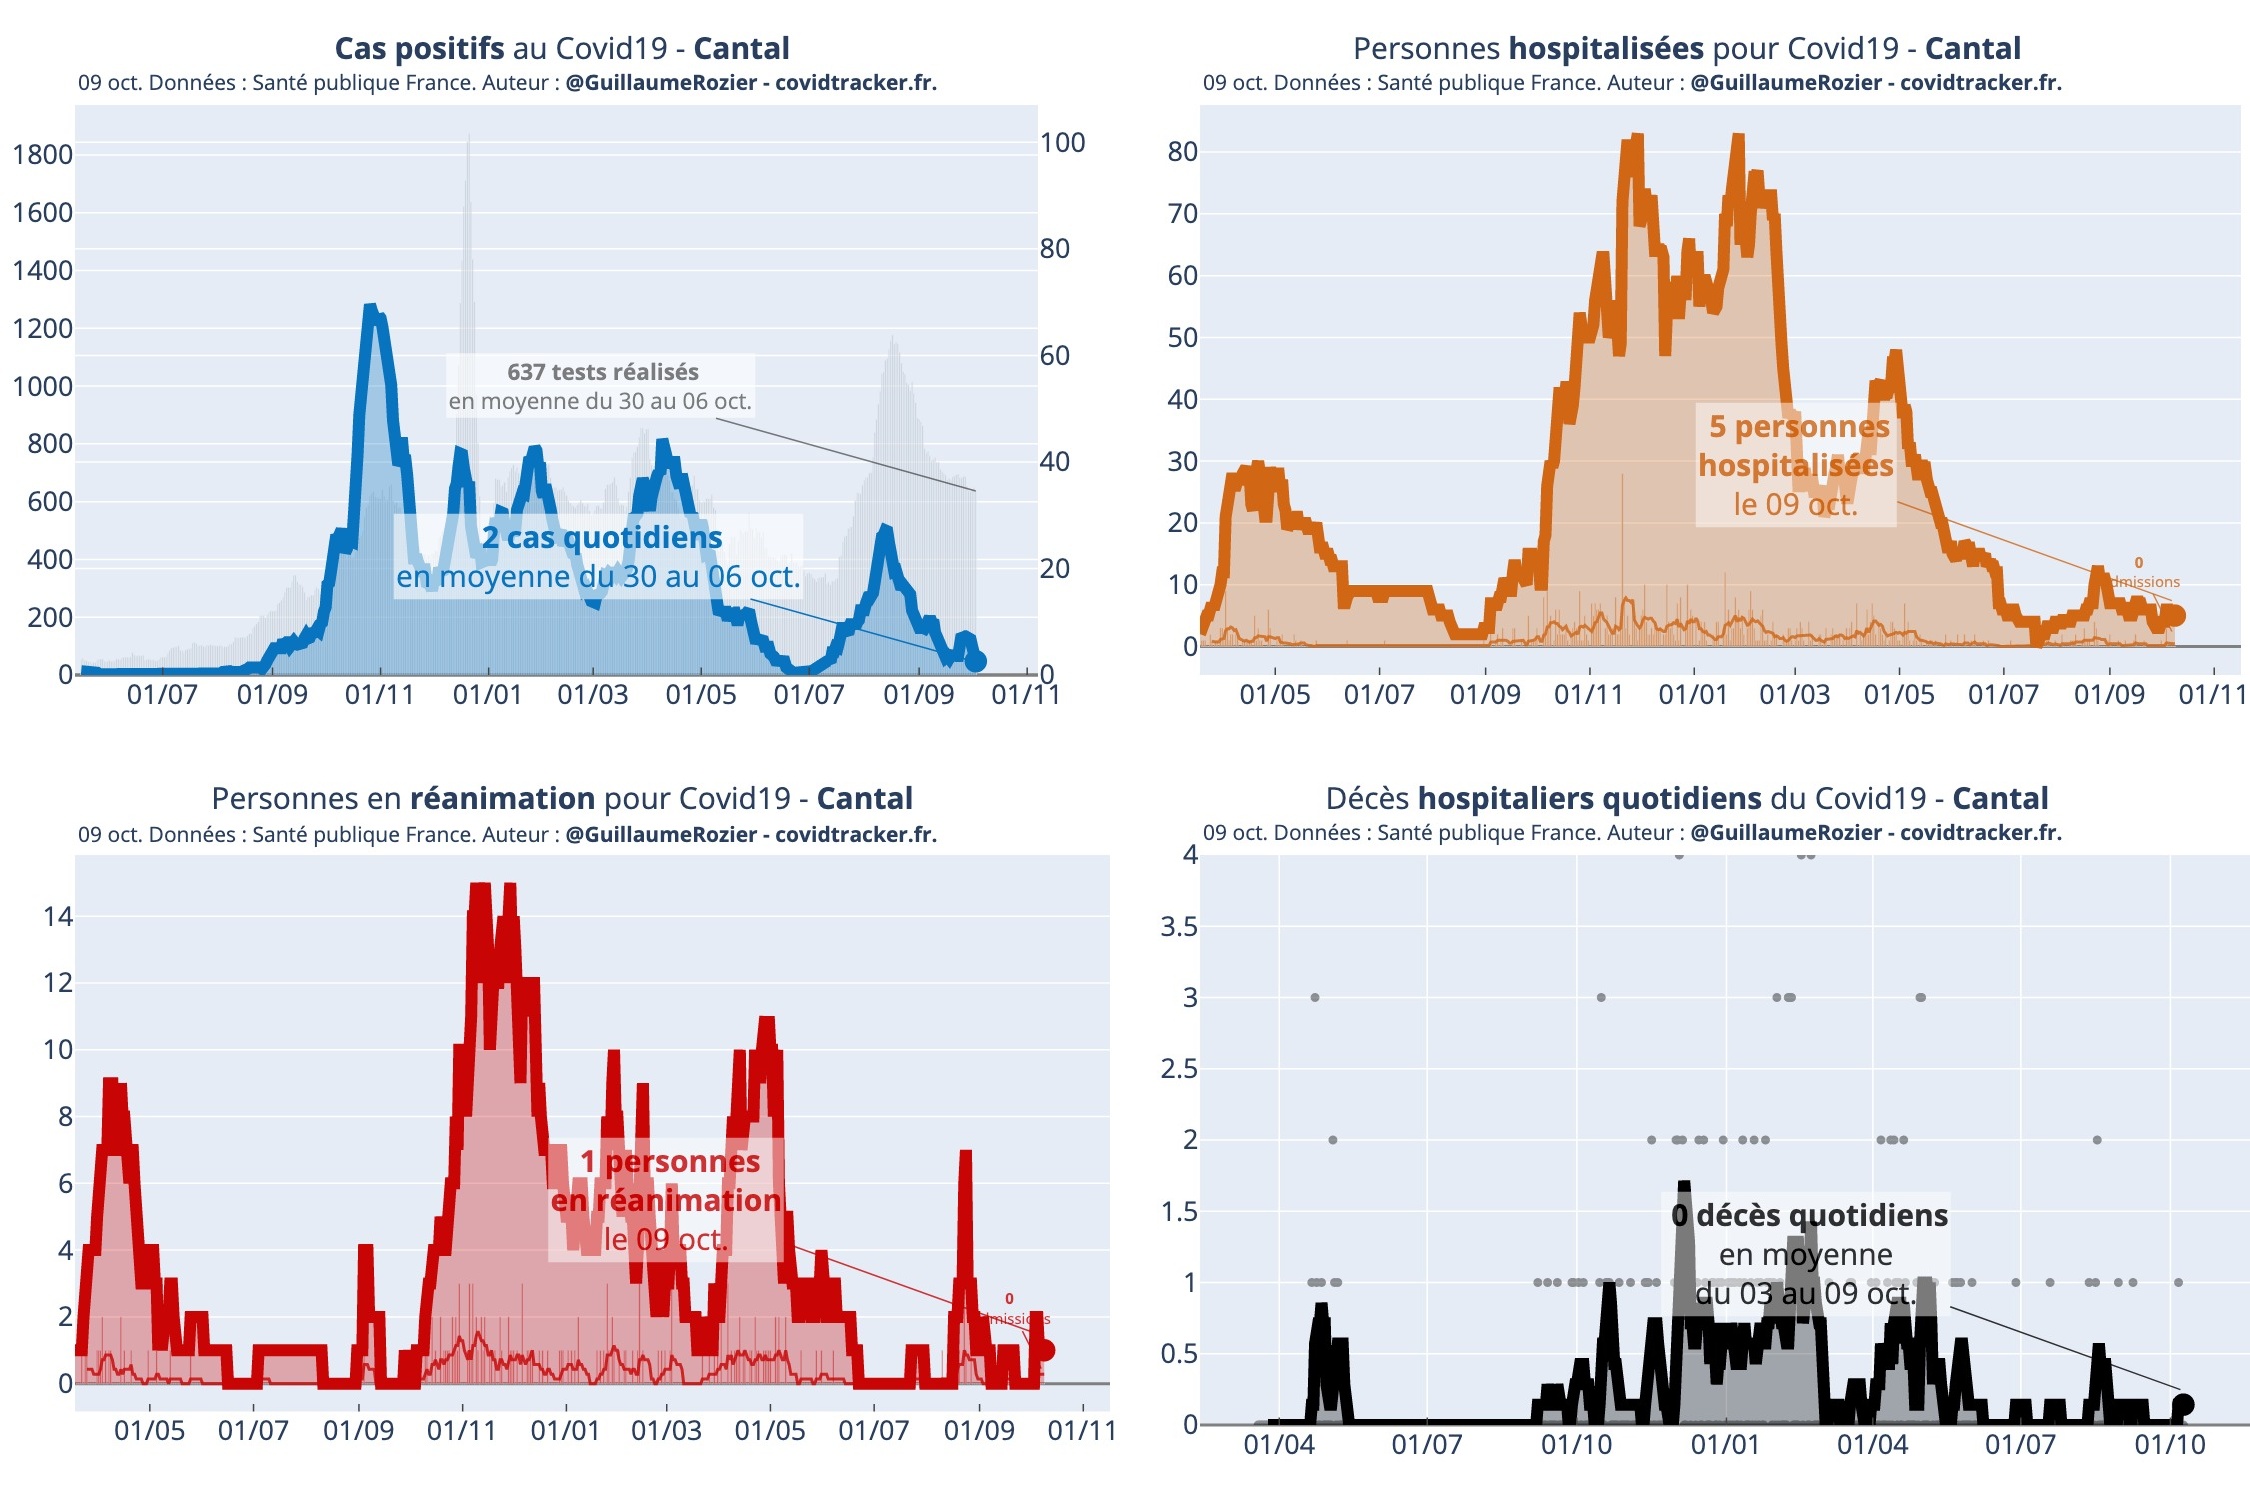 Cas positifs au Covid19 - Cantal
09 oct. Données : Santé publique France. Auteur : @GuillaumeRozier - covidtracker.fr.
1800
1600
1400
1200
1000
800
600
400
200
0
100
80
60
40
20
0
637 tests réalisés
en moyenne du 30 au 06 oct.
2 cas quotidiens
en moyenne du 30 au 06 oct.
01/07 01/09 01/11 01/01 01/03 01/05 01/07 01/09 01/11
Personnes hospitalisées pour Covid19 - Cantal
09 oct. Données : Santé publique France. Auteur : @GuillaumeRozier - covidtracker.fr.
80
70
60
50
40
30
20
10
0
5 personnes
hospitalisées
le 09 oct.
0
dmissions
01/05 01/07 01/09 01/11 01/01 01/03 01/05 01/07 01/09 01/11
Personnes en réanimation pour Covid19 - Cantal
09 oct. Données : Santé publique France. Auteur : @GuillaumeRozier - covidtracker.fr.
14
12
10
8
6
4
2
0
1 personnes
en réanimation
le 09 oct.
0
dmissions
01/05 01/07 01/09 01/11 01/01 01/03 01/05 01/07 01/09 01/11
Décès hospitaliers quotidiens du Covid19 - Cantal
09 oct. Données : Santé publique France. Auteur : @GuillaumeRozier - covidtracker.fr.
4
3.5
3
2.5
2
1.5
1
0.5
0
0 décès quotidiens
en moyenne
du 03 au 09 oct.
01/04 01/07 01/10 01/01 01/04 01/07 01/10